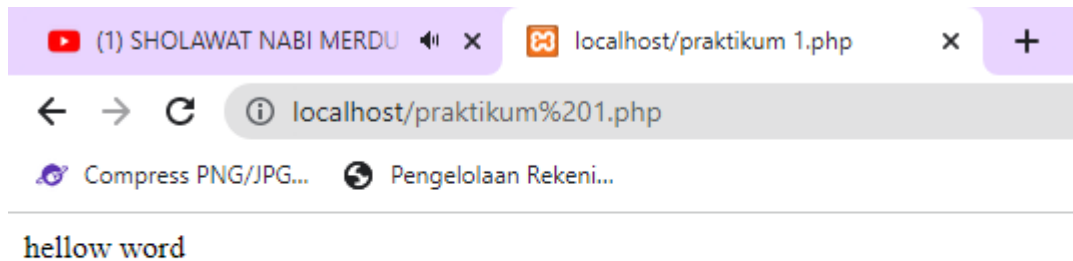 (1) SHOLAWAT NABI MERDU
localhost/praktikum 1.php
localhost/praktikum%201.php
Compress PNG/JPG... Pengelolaan Rekeni...
hellow word